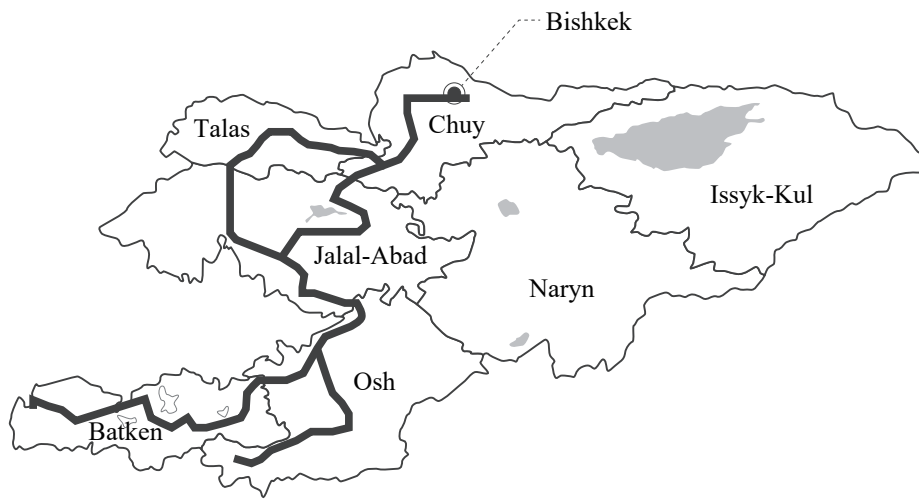 Bishkek
Talas
Chuy
Issyk-Kul
Jalal-Abad
Naryn
Osh
Batken